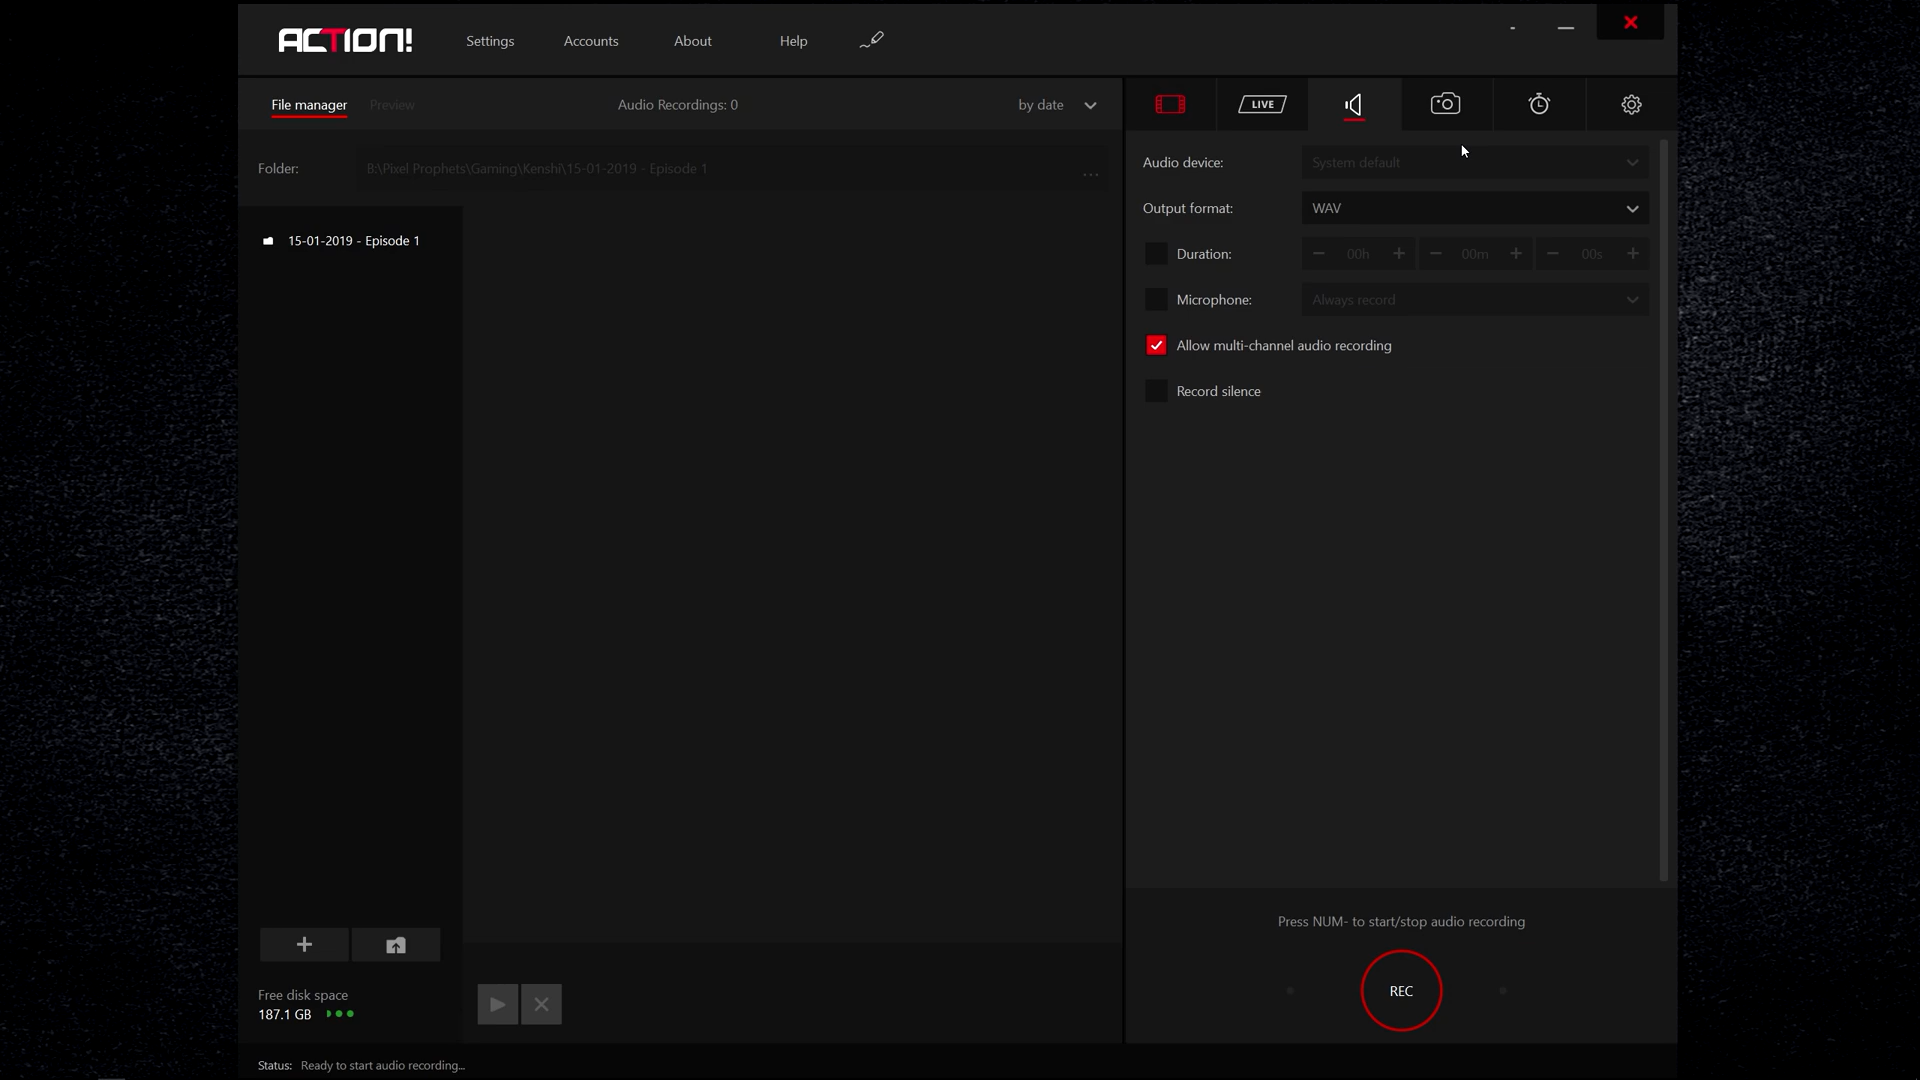 ACTION!
Settings
Accounts
About
Help
File manager
Preview
Audio Recordings: 0
by date
LIVE
Folder:
B:\Pixel Prophets\Gaming\Kenshi\15-01-2019 - Episode 1
...
15-01-2019 - Episode 1
Audio device:
System default
Output format:
WAV
Duration:
00h
00m
00s
Microphone:
Always record
Allow multi-channel audio recording
Record silence
Press NUM- to start/stop audio recording
REC
Free disk space
187.1 GB
Status: Ready to start audio recording...